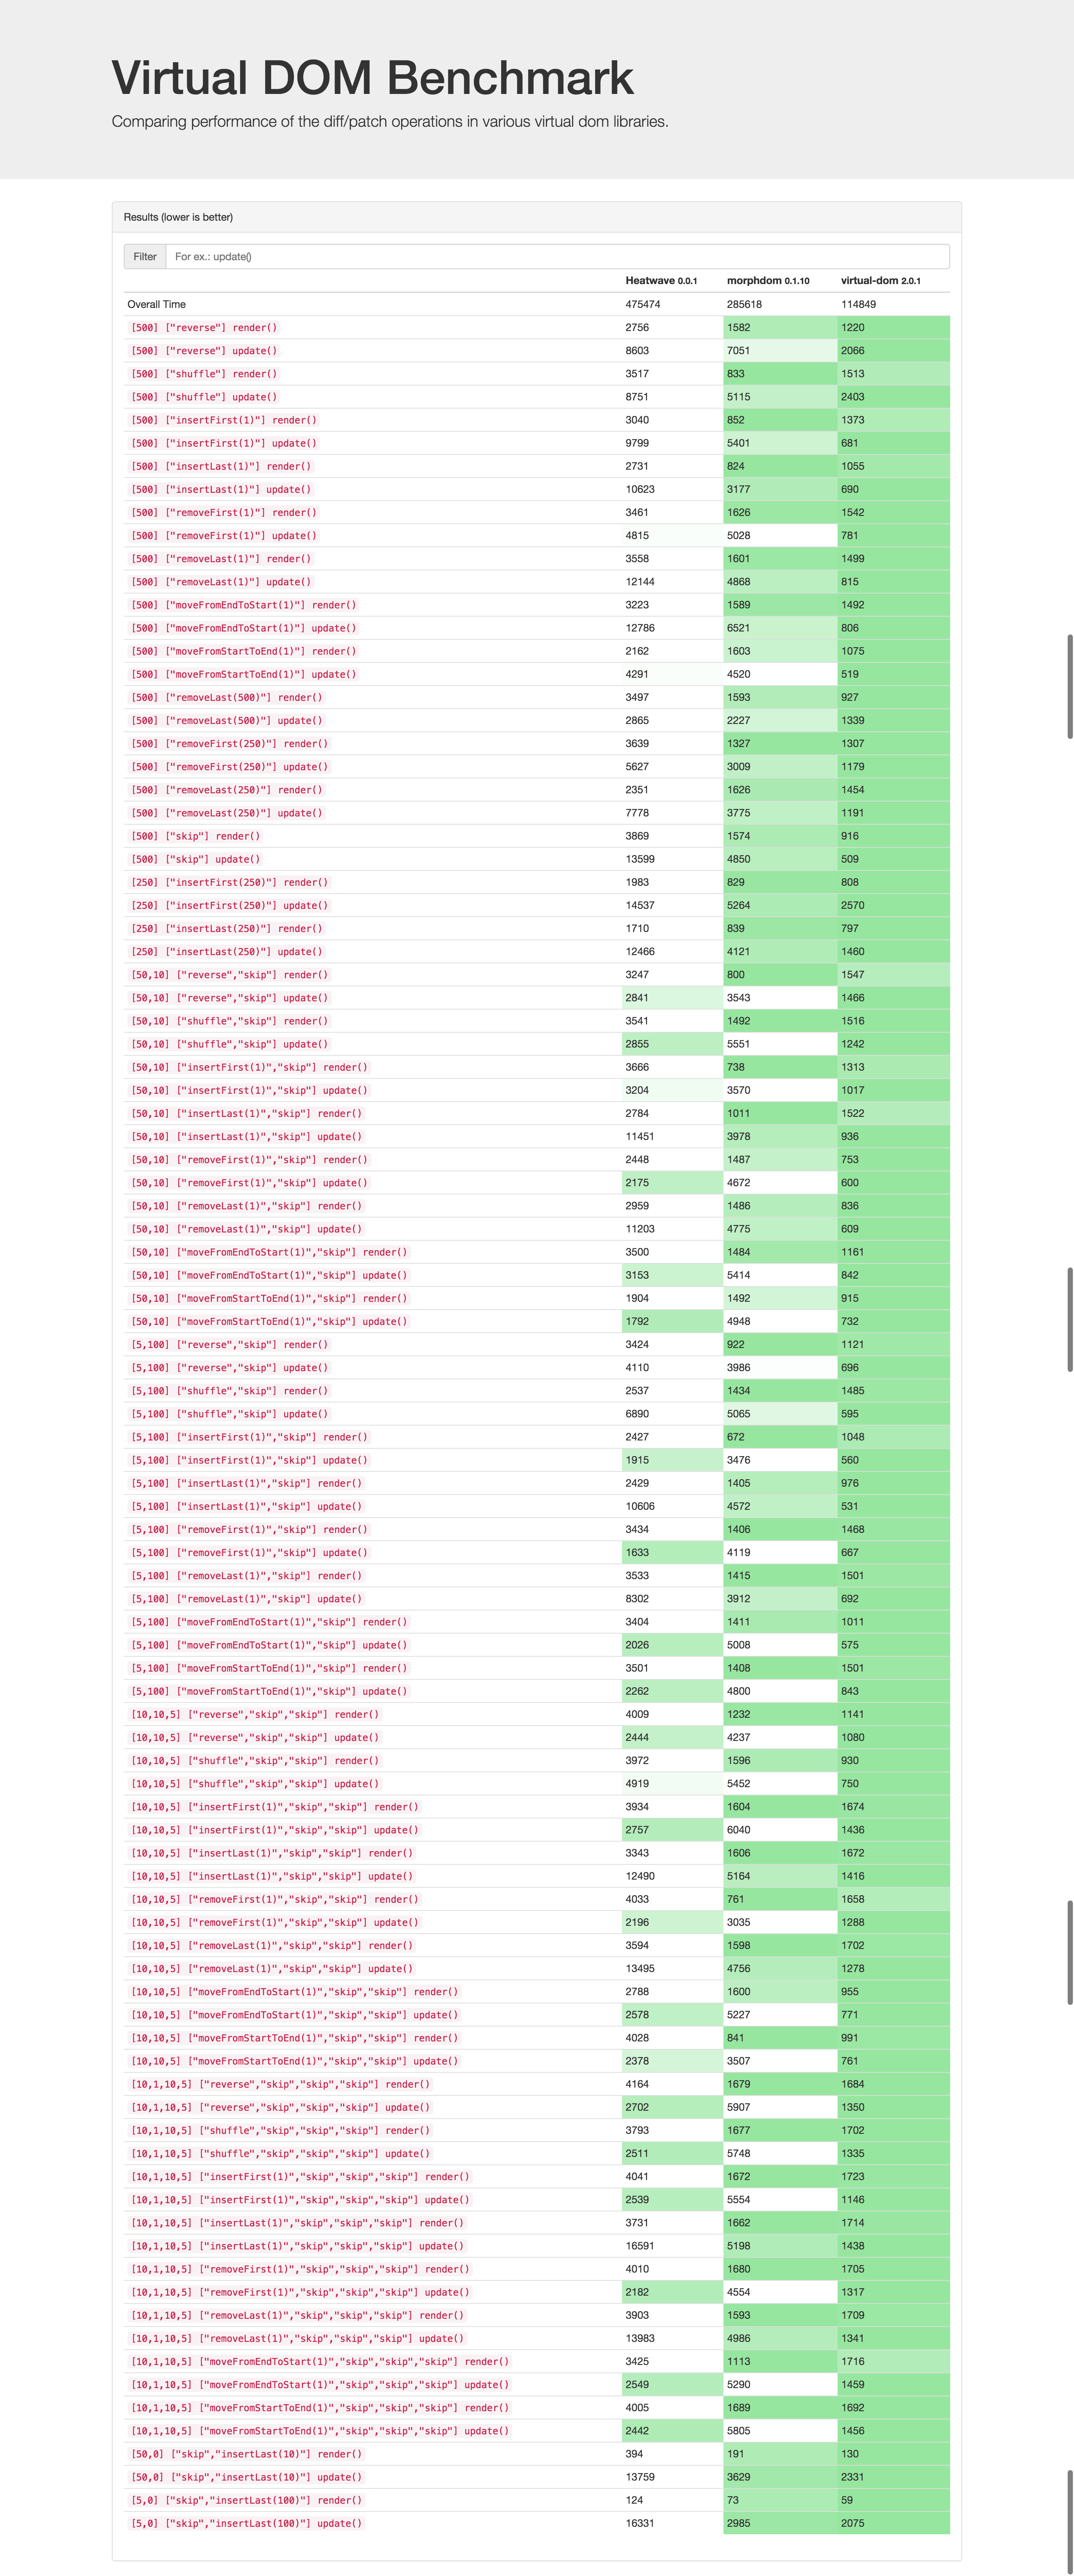 Virtual DOM Benchmark
Comparing performance of the diff/patch operations in various virtual dom libraries.
Results (lower is better)
Filter For ex.: update()
Heatwave 0.0.1 morphdom 0.1.10 virtual-dom 2.0.1
Overall Time 475474 285618 114849
[500] ["reverse"] render() 2756 1582 1220
[500] ["reverse"] update() 8603 7051 2066
[500] ["shuffle"] render() 3517 833 1513
[500] ["shuffle"] update() 8751 5115 2403
[500] ["insertFirst(1)"] render() 3040 852 1373
[500] ["insertFirst(1)"] update() 9799 5401 681
[500] ["insertLast(1)"] render() 2731 824 1055
[500] ["insertLast(1)"] update() 10623 3177 690
[500] ["removeFirst(1)"] render() 3461 1626 1542
[500] ["removeFirst(1)"] update() 4815 5028 781
[500] ["removeLast(1)"] render() 3558 1601 1499
[500] ["removeLast(1)"] update() 12144 4868 815
[500] ["moveFromEndToStart(1)"] render() 3223 1589 1492
[500] ["moveFromEndToStart(1)"] update() 12786 6521 806
[500] ["moveFromStartToEnd(1)"] render() 2162 1603 1075
[500] ["moveFromStartToEnd(1)"] update() 4291 4520 519
[500] ["removeLast(500)"] render() 3497 1593 927
[500] ["removeLast(500)"] update() 2865 2227 1339
[500] ["removeFirst(250)"] render() 3639 1327 1307
[500] ["removeFirst(250)"] update() 5627 3009 1179
[500] ["removeLast(250)"] render() 2351 1626 1454
[500] ["removeLast(250)"] update() 7778 3775 1191
[500] ["skip"] render() 3869 1574 916
[500] ["skip"] update() 13599 4850 509
[250] ["insertFirst(250)"] render() 1983 829 808
[250] ["insertFirst(250)"] update() 14537 5264 2570
[250] ["insertLast(250)"] render() 1710 839 797
[250] ["insertLast(250)"] update() 12466 4121 1460
[50,10] ["reverse","skip"] render() 3247 800 1547
[50,10] ["reverse","skip"] update() 2841 3543 1466
[50,10] ["shuffle","skip"] render() 3541 1492 1516
[50,10] ["shuffle","skip"] update() 2855 5551 1242
[50,10] ["insertFirst(1)","skip"] render() 3666 738 1313
[50,10] ["insertFirst(1)","skip"] update() 3204 3570 1017
[50,10] ["insertLast(1)","skip"] render() 2784 1011 1522
[50,10] ["insertLast(1)","skip"] update() 11451 3978 936
[50,10] ["removeFirst(1)","skip"] render() 2448 1487 753
[50,10] ["removeFirst(1)","skip"] update() 2175 4672 600
[50,10] ["removeLast(1)","skip"] render() 2959 1486 836
[50,10] ["removeLast(1)","skip"] update() 11203 4775 609
[50,10] ["moveFromEndToStart(1)","skip"] render() 3500 1484 1161
[50,10] ["moveFromEndToStart(1)","skip"] update() 3153 5414 842
[50,10] ["moveFromStartToEnd(1)","skip"] render() 1904 1492 915
[50,10] ["moveFromStartToEnd(1)","skip"] update() 1792 4948 732
[5,100] ["reverse","skip"] render() 3424 922 1121
[5,100] ["reverse","skip"] update() 4110 3986 696
[5,100] ["shuffle","skip"] render() 2537 1434 1485
[5,100] ["shuffle","skip"] update() 6890 5065 595
[5,100] ["insertFirst(1)","skip"] render() 2427 672 1048
[5,100] ["insertFirst(1)","skip"] update() 1915 3476 560
[5,100] ["insertLast(1)","skip"] render() 2429 1405 976
[5,100] ["insertLast(1)","skip"] update() 10606 4572 531
[5,100] ["removeFirst(1)","skip"] render() 3434 1406 1468
[5,100] ["removeFirst(1)","skip"] update() 1633 4119 667
[5,100] ["removeLast(1)","skip"] render() 3533 1415 1501
[5,100] ["removeLast(1)","skip"] update() 8302 3912 692
[5,100] ["moveFromEndToStart(1)","skip"] render() 3404 1411 1011
[5,100] ["moveFromEndToStart(1)","skip"] update() 2026 5008 575
[5,100] ["moveFromStartToEnd(1)","skip"] render() 3501 1408 1501
[5,100] ["moveFromStartToEnd(1)","skip"] update() 2262 4800 843
[10,10,5] ["reverse","skip","skip"] render() 4009 1232 1141
[10,10,5] ["reverse","skip","skip"] update() 2444 4237 1080
[10,10,5] ["shuffle","skip","skip"] render() 3972 1596 930
[10,10,5] ["shuffle","skip","skip"] update() 4919 5452 750
[10,10,5] ["insertFirst(1)","skip","skip"] render() 3934 1604 1674
[10,10,5] ["insertFirst(1)","skip","skip"] update() 2757 6040 1436
[10,10,5] ["insertLast(1)","skip","skip"] render() 3343 1606 1672
[10,10,5] ["insertLast(1)","skip","skip"] update() 12490 5164 1416
[10,10,5] ["removeFirst(1)","skip","skip"] render() 4033 761 1658
[10,10,5] ["removeFirst(1)","skip","skip"] update() 2196 3035 1288
[10,10,5] ["removeLast(1)","skip","skip"] render() 3594 1598 1702
[10,10,5] ["removeLast(1)","skip","skip"] update() 13495 4756 1278
[10,10,5] ["moveFromEndToStart(1)","skip","skip"] render() 2788 1600 955
[10,10,5] ["moveFromEndToStart(1)","skip","skip"] update() 2578 5227 771
[10,10,5] ["moveFromStartToEnd(1)","skip","skip"] render() 4028 841 991
[10,10,5] ["moveFromStartToEnd(1)","skip","skip"] update() 2378 3507 761
[10,1,10,5] ["reverse","skip","skip","skip"] render() 4164 1679 1684
[10,1,10,5] ["reverse","skip","skip","skip"] update() 2702 5907 1350
[10,1,10,5] ["shuffle","skip","skip","skip"] render() 3793 1677 1702
[10,1,10,5] ["shuffle","skip","skip","skip"] update() 2511 5748 1335
[10,1,10,5] ["insertFirst(1)","skip","skip","skip"] render() 4041 1672 1723
[10,1,10,5] ["insertFirst(1)","skip","skip","skip"] update() 2539 5554 1146
[10,1,10,5] ["insertLast(1)","skip","skip","skip"] render() 3731 1662 1714
[10,1,10,5] ["insertLast(1)","skip","skip","skip"] update() 16591 5198 1438
[10,1,10,5] ["removeFirst(1)","skip","skip","skip"] render() 4010 1680 1705
[10,1,10,5] ["removeFirst(1)","skip","skip","skip"] update() 2182 4554 1317
[10,1,10,5] ["removeLast(1)","skip","skip","skip"] render() 3903 1593 1709
[10,1,10,5] ["removeLast(1)","skip","skip","skip"] update() 13983 4986 1341
[10,1,10,5] ["moveFromEndToStart(1)","skip","skip","skip"] render() 3425 1113 1716
[10,1,10,5] ["moveFromEndToStart(1)","skip","skip","skip"] update() 2549 5290 1459
[10,1,10,5] ["moveFromStartToEnd(1)","skip","skip","skip"] render() 4005 1689 1692
[10,1,10,5] ["moveFromStartToEnd(1)","skip","skip","skip"] update() 2442 5805 1456
[50,0] ["skip","insertLast(10)"] render() 394 191 130
[50,0] ["skip","insertLast(10)"] update() 13759 3629 2331
[5,0] ["skip","insertLast(100)"] render() 124 73 59
[5,0] ["skip","insertLast(100)"] update() 16331 2985 2075